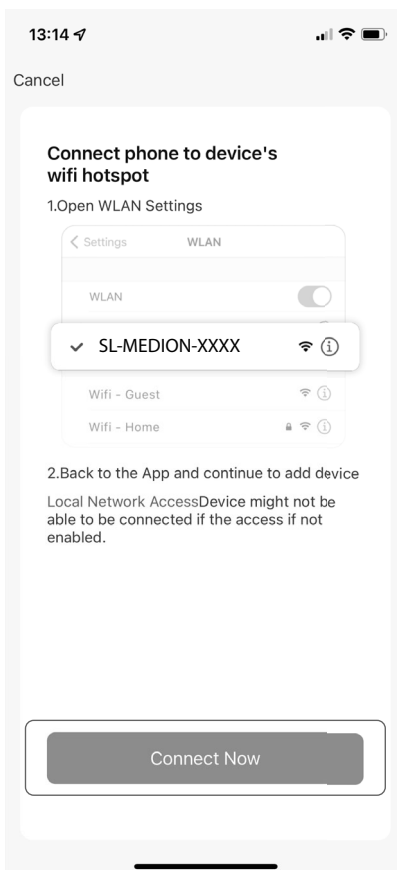 13:14
Cancel
Connect phone to device's
wifi hotspot
1.Open WLAN Settings
Settings WLAN
WLAN
SL-MEDION-XXXX
Wifi - Guest
Wifi - Home
2.Back to the App and continue to add device
Local Network AccessDevice might not be
able to be connected if the access if not
enabled.
Connect Now